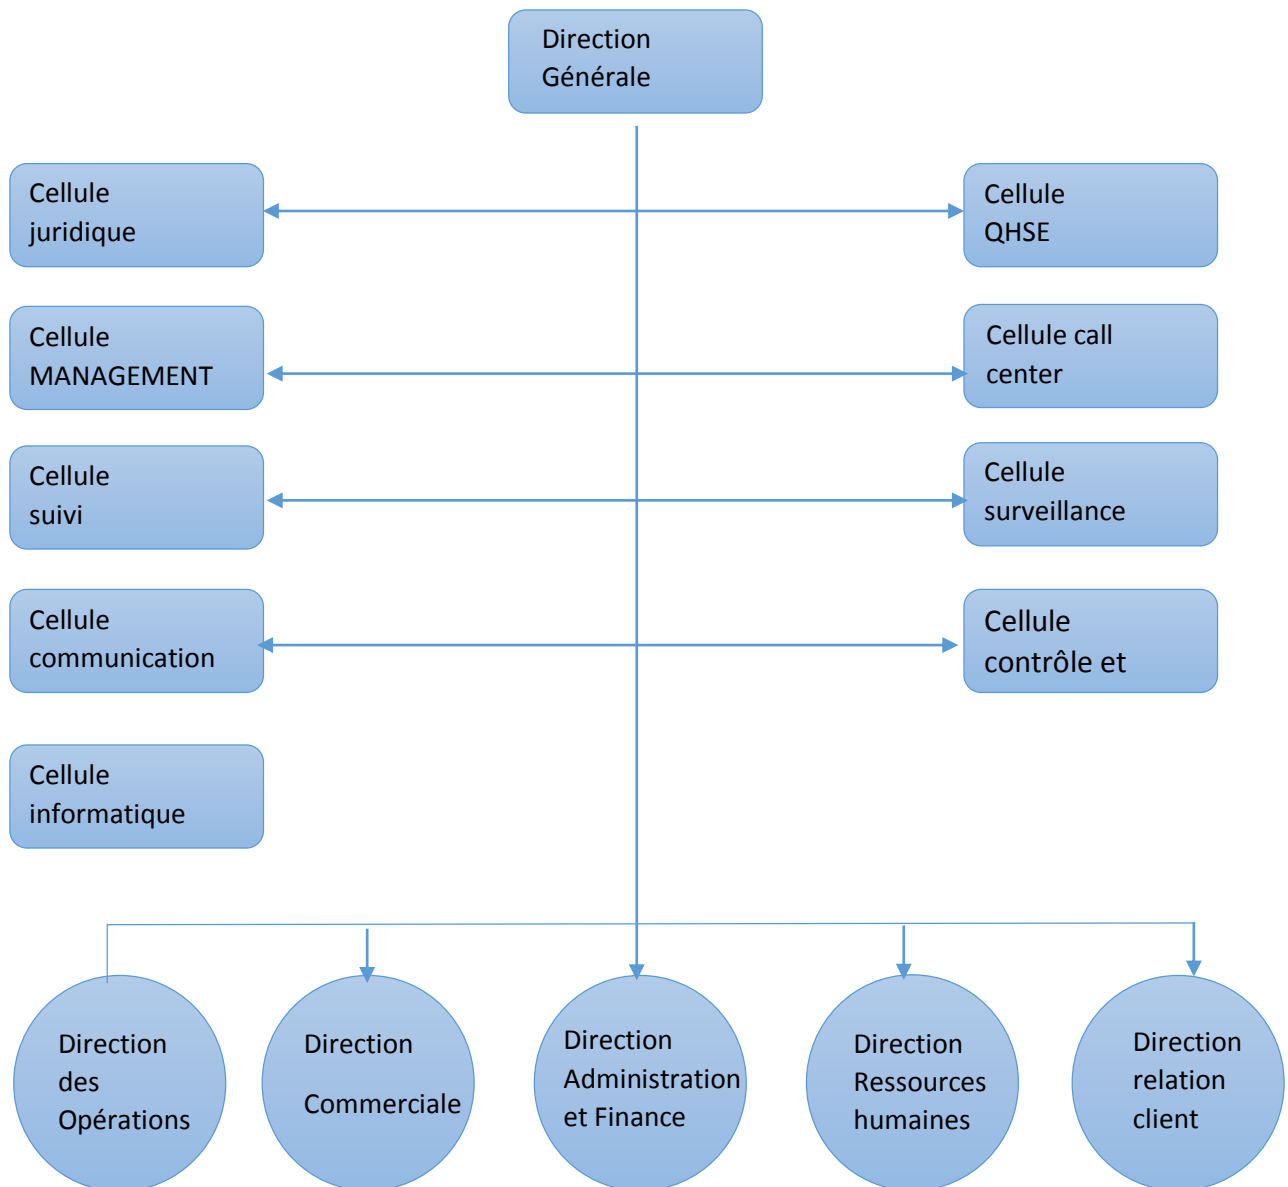 Direction
Générale
Cellule
juridique
Cellule
QHSE
Cellule
MANAGEMENT
Cellule call
center
Cellule
suivi
Cellule
surveillance
Cellule
communication
Cellule
contrôle et
Cellule
informatique
Direction
des
Opérations
Direction
Commerciale
Direction
Administration
et Finance
Direction
Ressources
humaines
Direction
relation
client